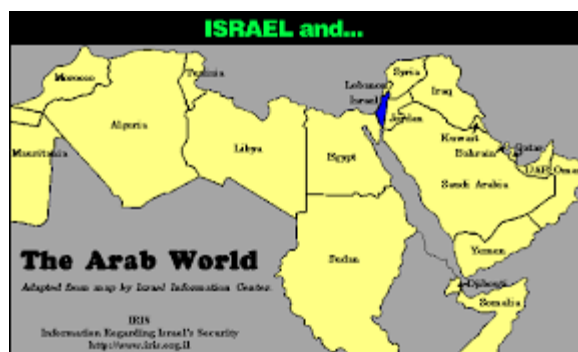 ISRAEL and...
Morocco
Tunisia
Lebanon
Syria
Israel
Iraq
Algeria
Jordan
Libya
Egypt
Kuwait
Bahrain
Qatar
Mauritania
UAE
Oman
Saudi Arabia
The Arab World
Sudan
Yemen
Adapted from map by Israel Information Center.
Djibouti
Somalia
IRIS
Information Regarding Israel's Security
http://www.iris.org.il